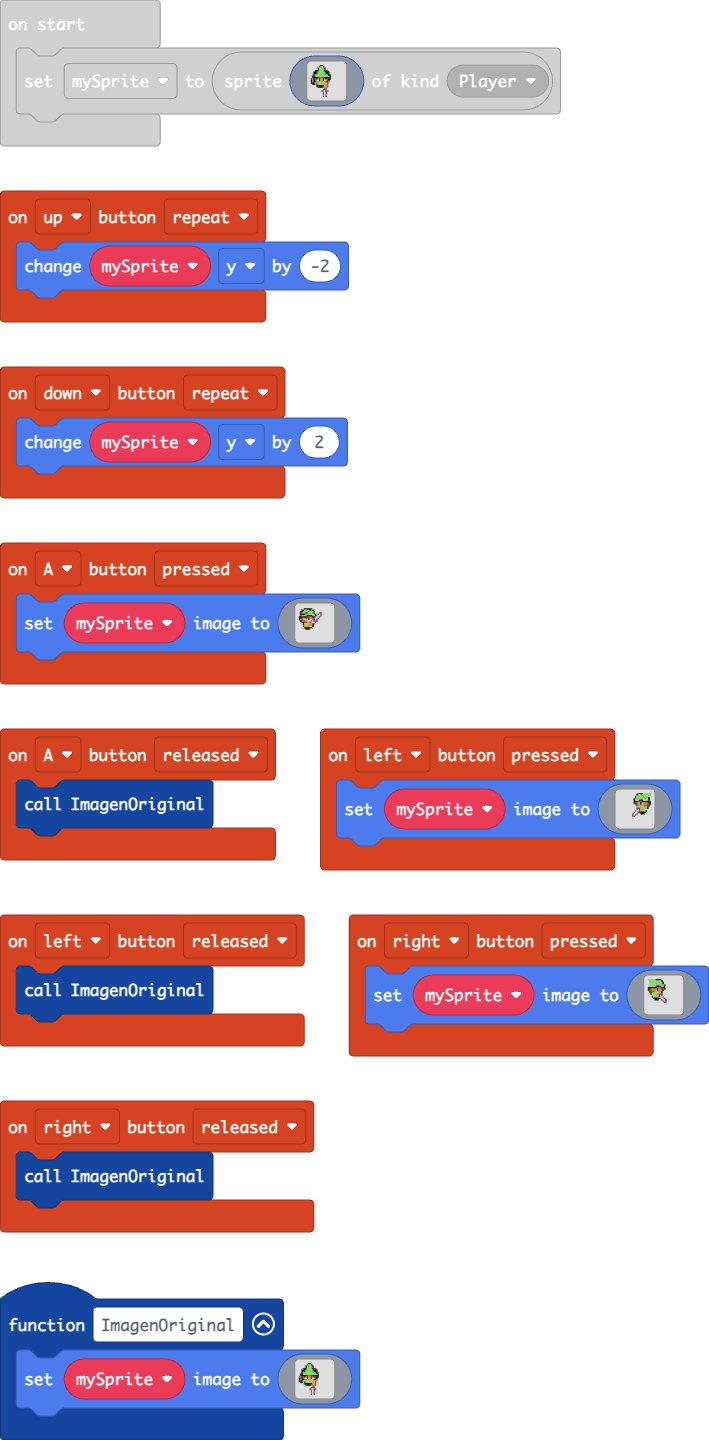 on start
set mySprite to sprite of kind Player
on up button repeat
change mySprite y by -2
on down button repeat
change mySprite y by 2
on A button pressed
set mySprite image to
on A button released
call ImagenOriginal
on left button pressed
set mySprite image to
on left button released
call ImagenOriginal
on right button pressed
set mySprite image to
on right button released
call ImagenOriginal
function ImagenOriginal
set mySprite image to